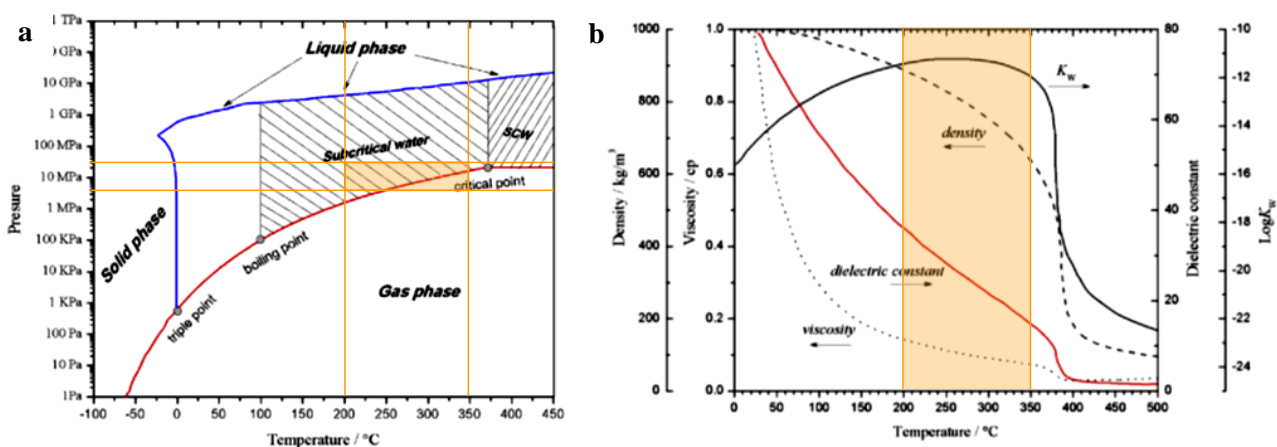 a
1 TPa
GPa
10 GPa
1 GPa
100 MPa
10 MPa
1 MPa
100 KPa
10 KPa
1 KPa
100 Pa
10 Pa
1Pa
Presure
-100 -50 0 50 100 150 200 250 300 350 400 450
Temperature / °C
Liquid phase
Subcritical water
SCW
critical point
Solid phase
boiling point
Gas phase
triple point
b
1000
800
600
400
200
0
Density / kg/m³
1.0
0.8
0.6
0.4
0.2
0.0
Viscosity / cp
Kw
density
dielectric constant
viscosity
0 50 100 150 200 250 300 350 400 450 500
Temperature / °C
80
60
40
20
0
Dielectric constant
-10
-12
-14
-16
-18
-20
-22
-24
LogKw